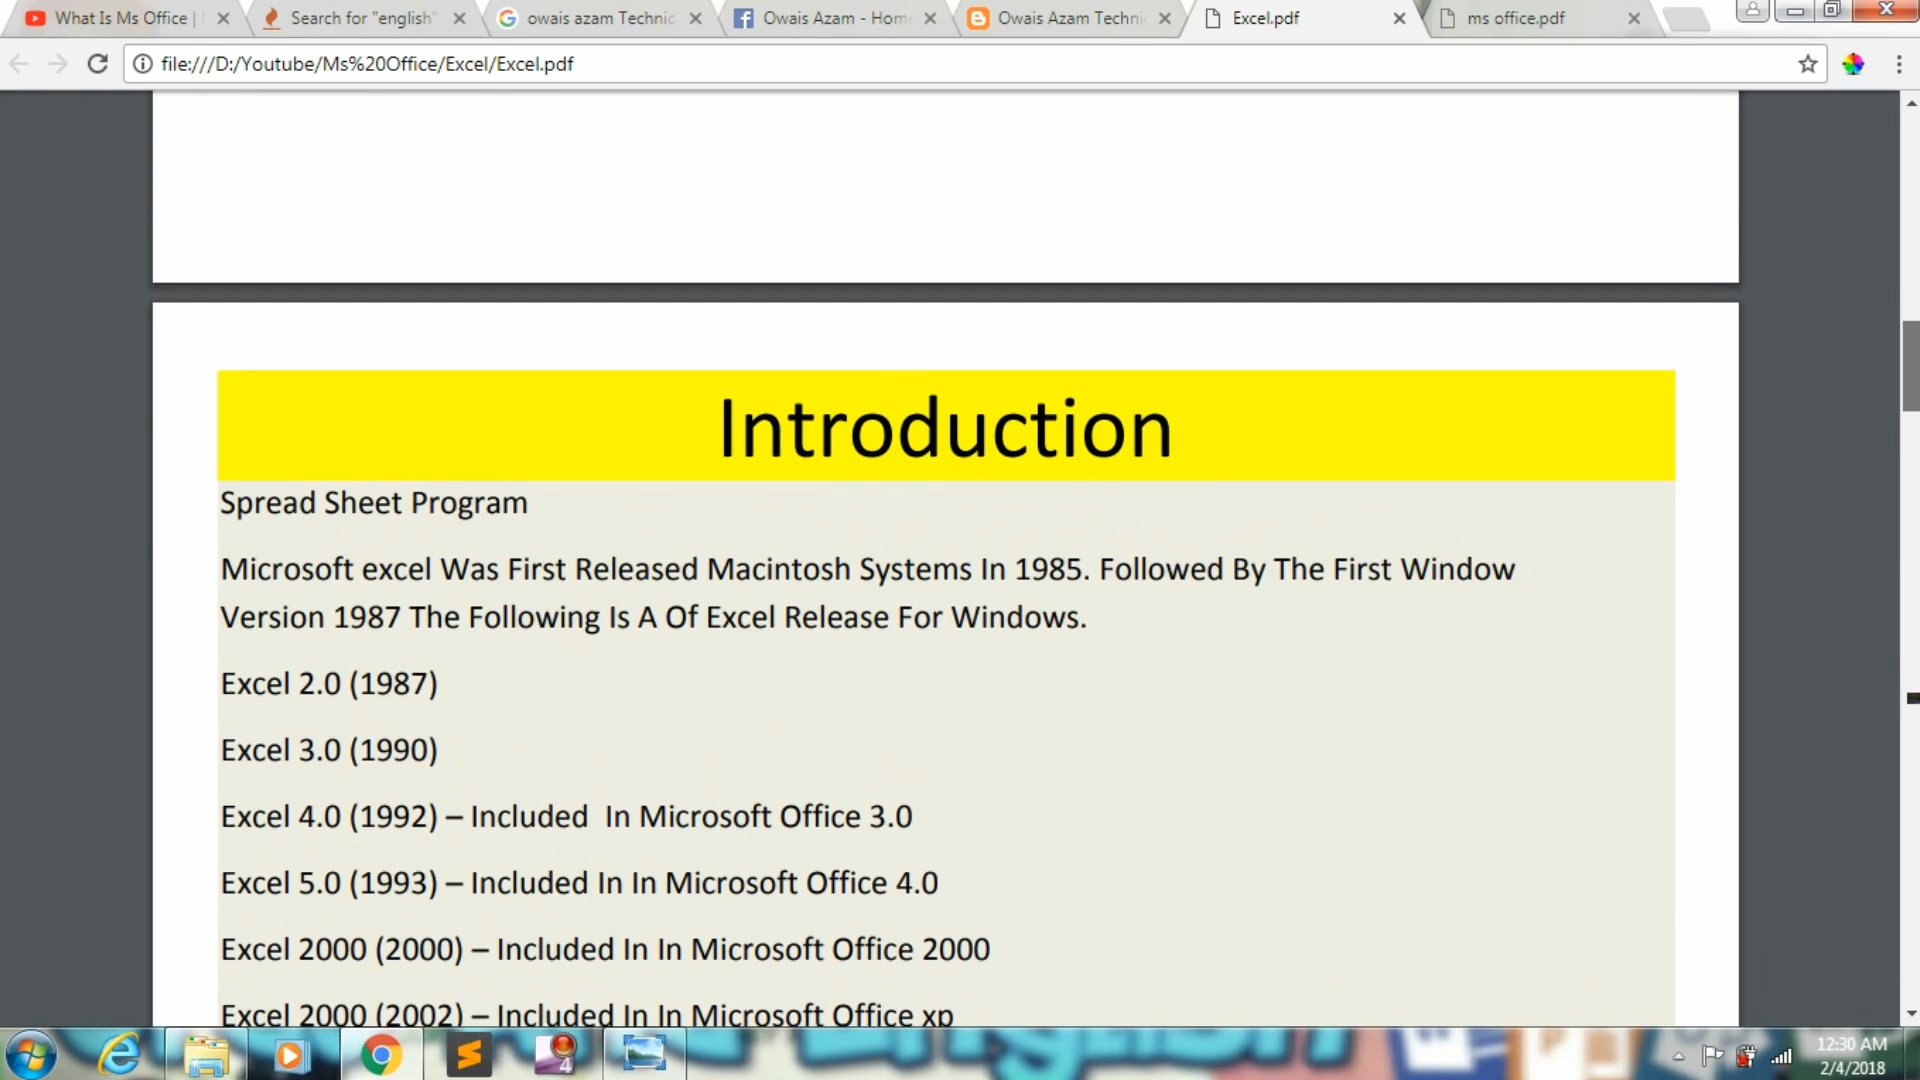 What Is Ms Office |
Search for "english"
owais azam Technic
Owais Azam - Hom
Owais Azam Techni
Excel.pdf
ms office.pdf
file:///D:/Youtube/Ms%20Office/Excel/Excel.pdf
Introduction
Spread Sheet Program
Microsoft excel Was First Released Macintosh Systems In 1985. Followed By The First Window
Version 1987 The Following Is A Of Excel Release For Windows.
Excel 2.0 (1987)
Excel 3.0 (1990)
Excel 4.0 (1992) – Included  In Microsoft Office 3.0
Excel 5.0 (1993) – Included In In Microsoft Office 4.0
Excel 2000 (2000) – Included In In Microsoft Office 2000
Excel 2000 (2002) – Included In In Microsoft Office xp
4
12:30 AM
2/4/2018